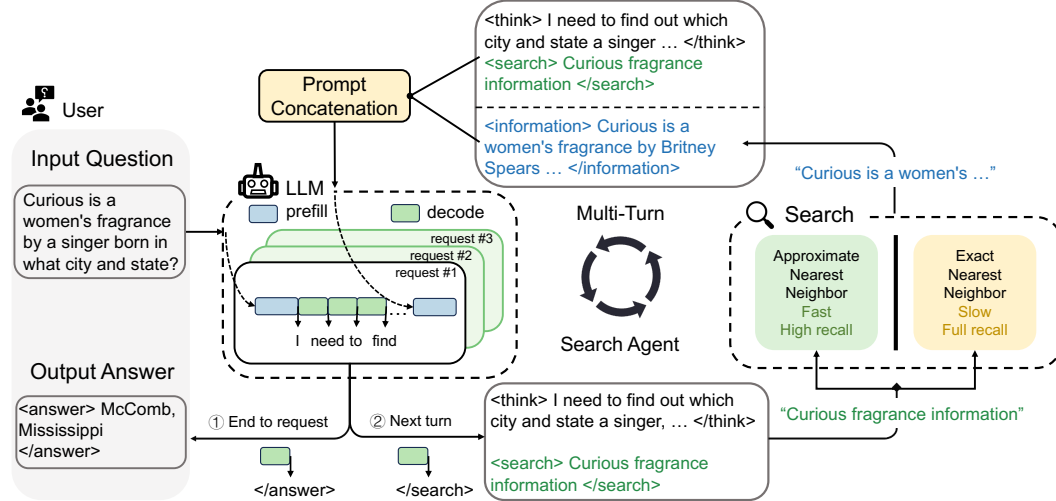 User
Input Question
Curious is a
women's fragrance
by a singer born in
what city and state?
Output Answer
<answer> McComb,
Mississippi
</answer>
Prompt
Concatenation
<think> I need to find out which
city and state a singer … </think>
<search> Curious fragrance
information </search>
<information> Curious is a
women's fragrance by Britney
Spears … </information>
LLM
prefill
decode
request #3
request #2
request #1
...
I need to find
① End to request
② Next turn
</answer>
</search>
Multi-Turn
Search Agent
<think> I need to find out which
city and state a singer, … </think>
<search> Curious fragrance
information </search>
"Curious is a women's …"
Search
Approximate
Nearest
Neighbor
Fast
High recall
Exact
Nearest
Neighbor
Slow
Full recall
"Curious fragrance information"